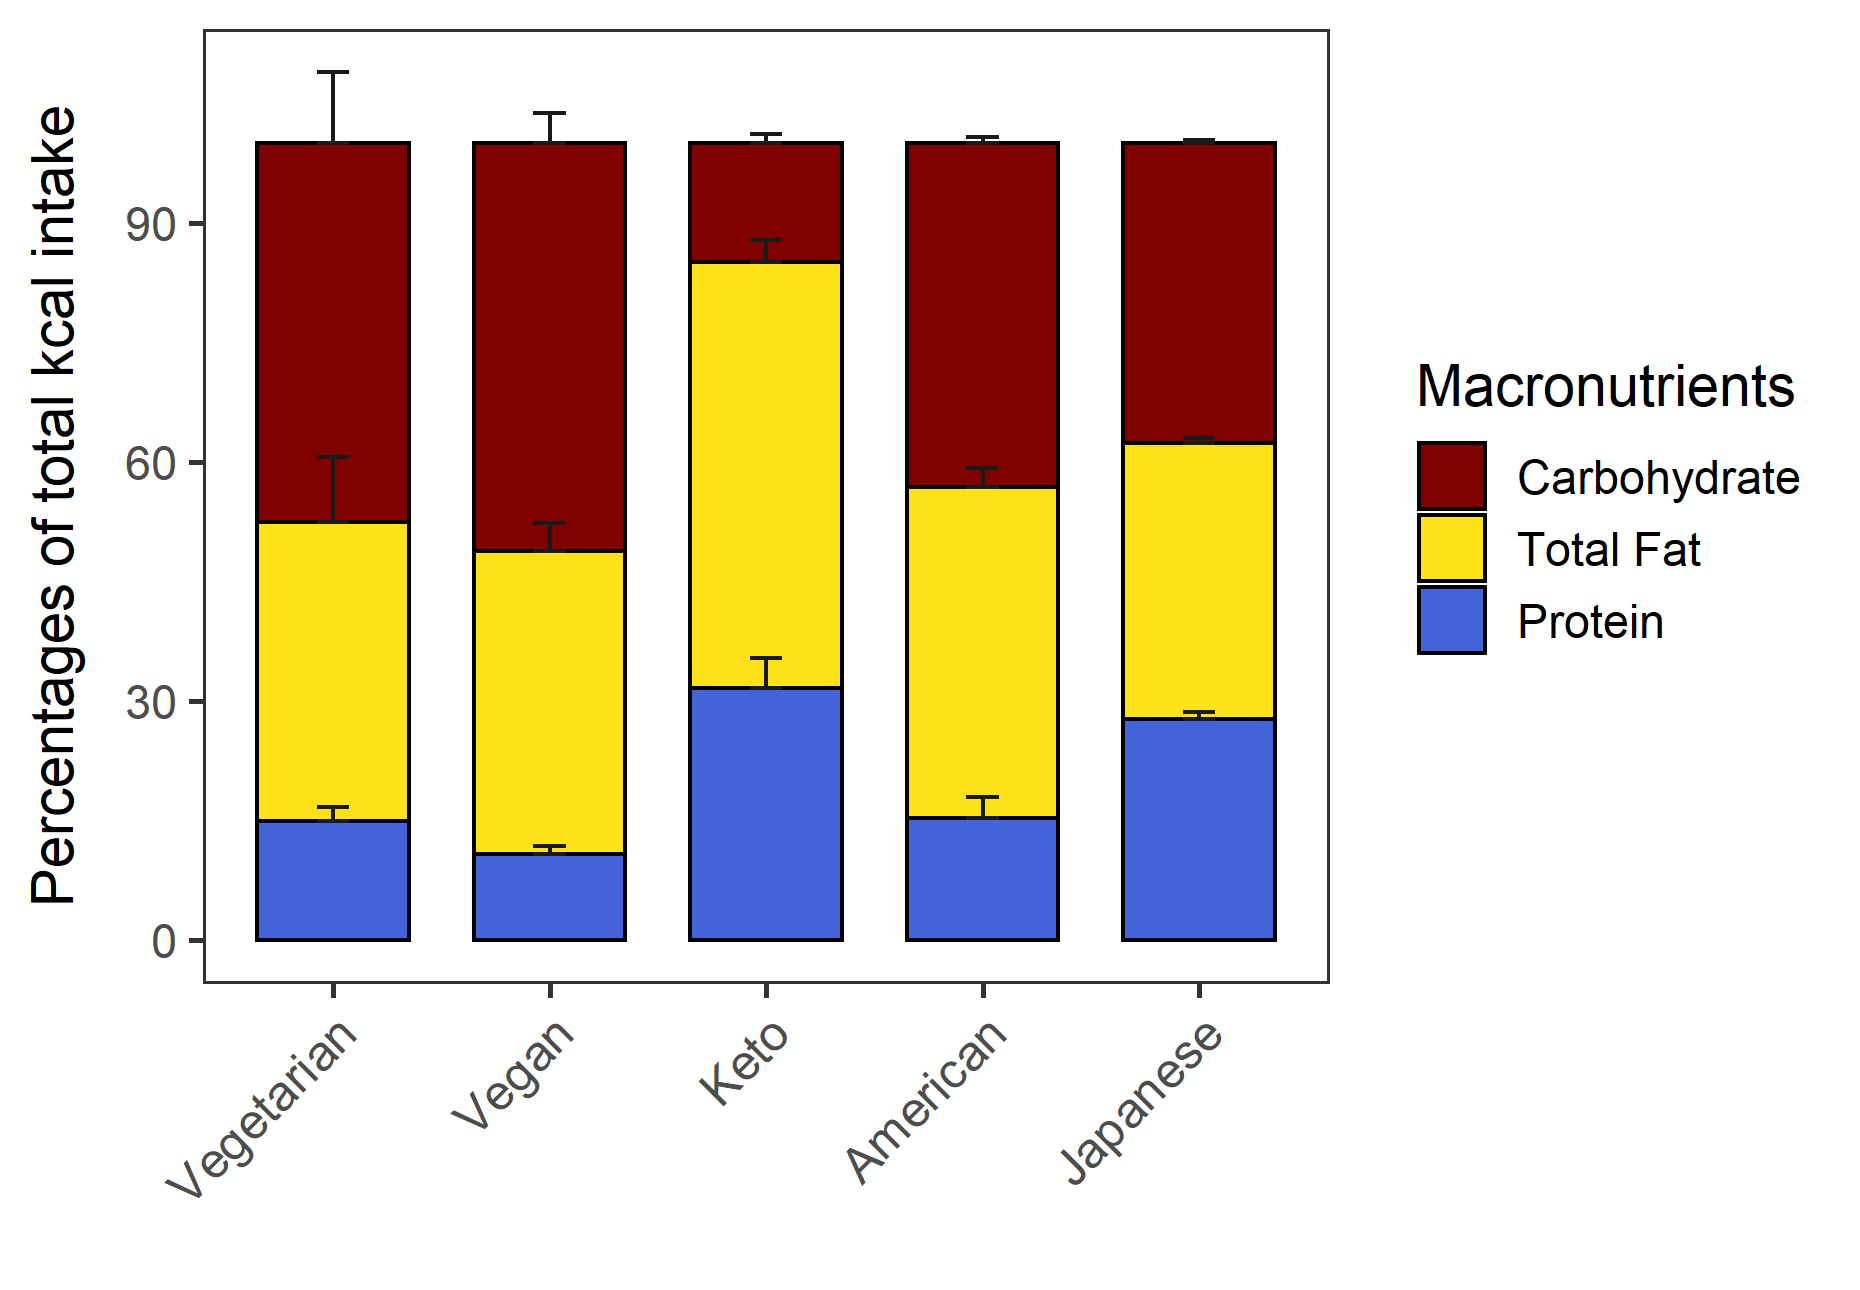 Percentages of total kcal intake
90
60
30
0
Vegetarian
Vegan
Keto
American
Japanese
Macronutrients
Carbohydrate
Total Fat
Protein